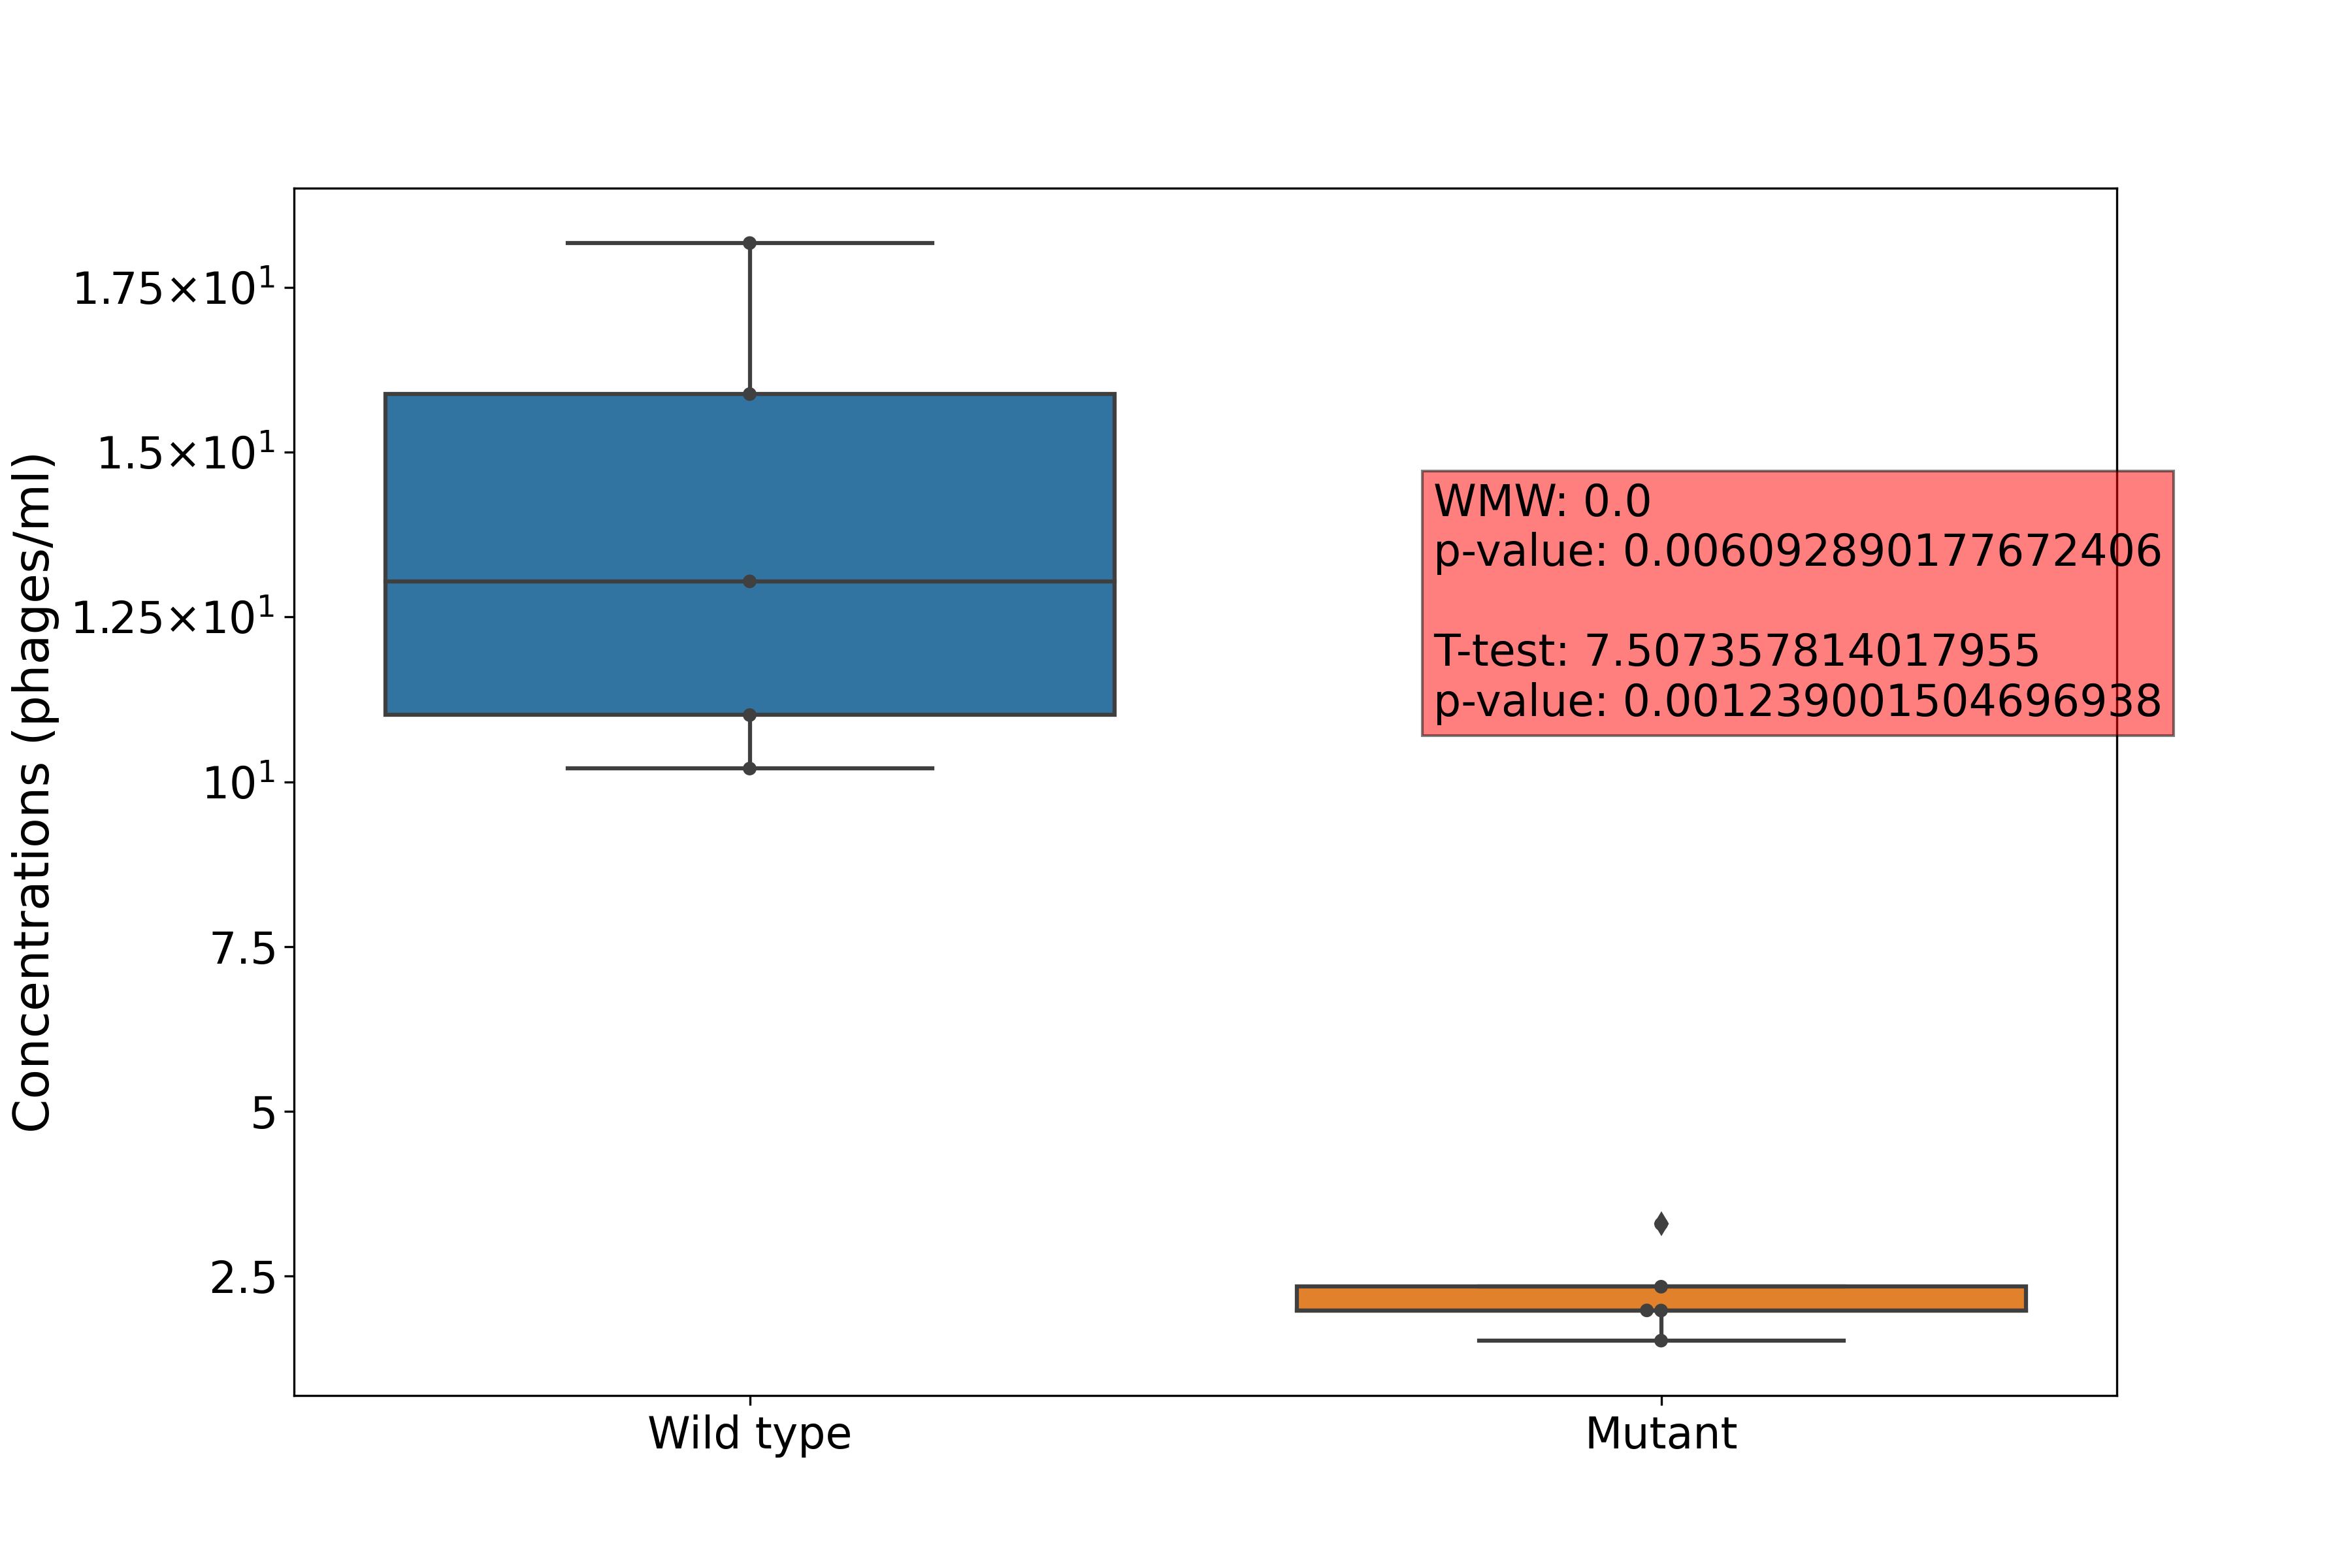 Concentrations (phages/ml)
1.75×10¹
1.5×10¹
1.25×10¹
10¹
7.5
5
2.5
WMW: 0.0
p-value: 0.006092890177672406
T-test: 7.507357814017955
p-value: 0.001239001504696938
Wild type
Mutant